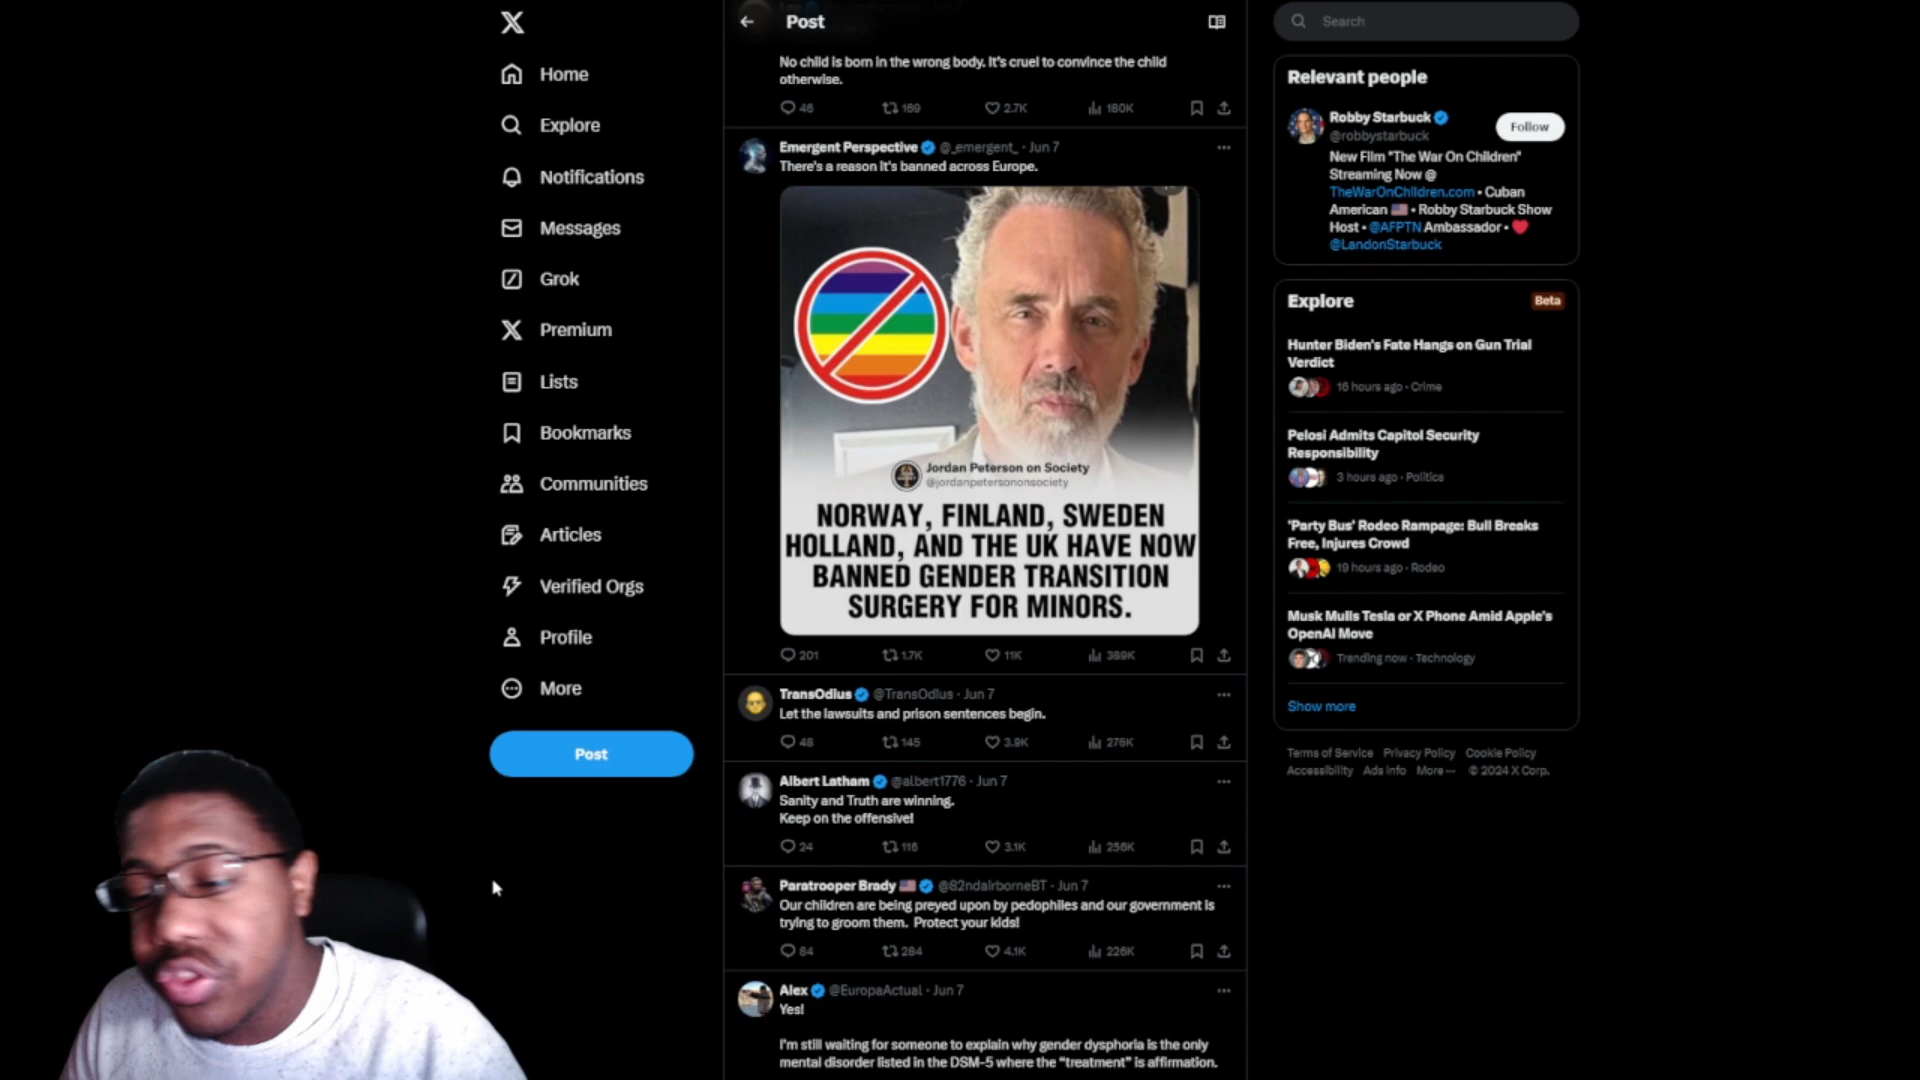 Home
Explore
Notifications
Messages
Grok
Premium
Lists
Bookmarks
Communities
Articles
Verified Orgs
Profile
More
Post
Post
No child is born in the wrong body. It's cruel to convince the child
otherwise.
46 169 2.7K 180K
Emergent Perspective @_emergent_ · Jun 7
There's a reason it's banned across Europe.
Jordan Peterson on Society
@jordanpetersononsociety
NORWAY, FINLAND, SWEDEN
HOLLAND, AND THE UK HAVE NOW
BANNED GENDER TRANSITION
SURGERY FOR MINORS.
201 1.7K 11K 389K
TransOdius @TransOdius · Jun 7
Let the lawsuits and prison sentences begin.
48 145 3.9K 276K
Albert Latham @albert1776 · Jun 7
Sanity and Truth are winning.
Keep on the offensive!
24 116 3.1K 256K
Paratrooper Brady @82ndairborneBT · Jun 7
Our children are being preyed upon by pedophiles and our government is
trying to groom them. Protect your kids!
84 284 4.1K 226K
Alex @EuropaActual · Jun 7
Yes!
I'm still waiting for someone to explain why gender dysphoria is the only
mental disorder listed in the DSM-5 where the "treatment" is affirmation.
Search
Relevant people
Robby Starbuck
@robbystarbuck
Follow
New Film "The War On Children"
Streaming Now @
TheWarOnChildren.com • Cuban
American • Robby Starbuck Show
Host • @AFPTN Ambassador •
@LandonStarbuck
Explore
Beta
Hunter Biden's Fate Hangs on Gun Trial
Verdict
16 hours ago · Crime
Pelosi Admits Capitol Security
Responsibility
3 hours ago · Politics
'Party Bus' Rodeo Rampage: Bull Breaks
Free, Injures Crowd
19 hours ago · Rodeo
Musk Mulls Tesla or X Phone Amid Apple's
OpenAI Move
Trending now · Technology
Show more
Terms of Service Privacy Policy Cookie Policy
Accessibility Ads info More ··· © 2024 X Corp.